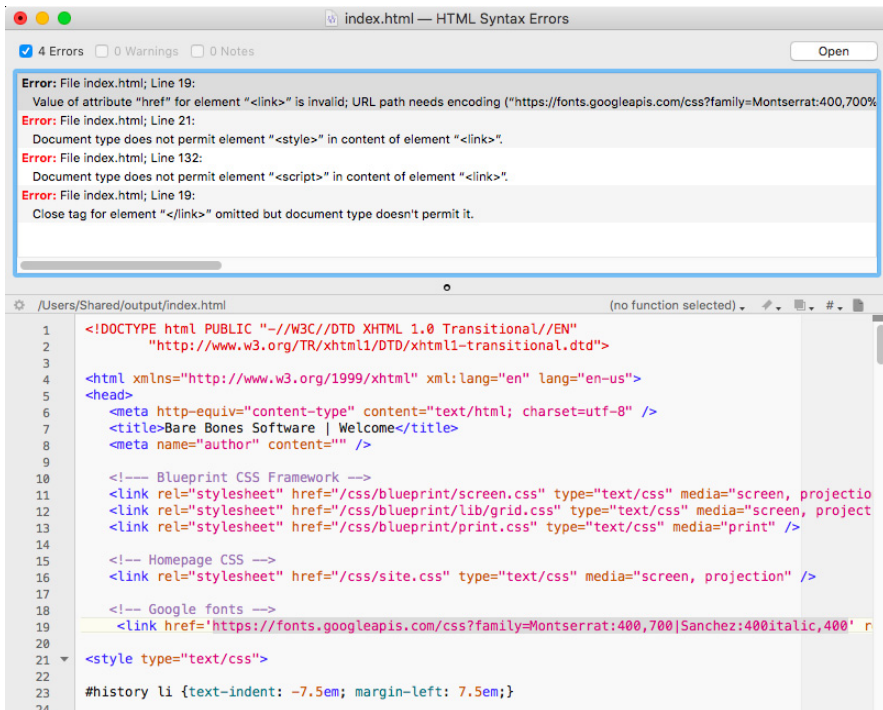 index.html — HTML Syntax Errors
4 Errors 0 Warnings 0 Notes Open
Error: File index.html; Line 19:
Value of attribute “href” for element “<link>” is invalid; URL path needs encoding (“https://fonts.googleapis.com/css?family=Montserrat:400,700%
Error: File index.html; Line 21:
Document type does not permit element “<style>” in content of element “<link>”.
Error: File index.html; Line 132:
Document type does not permit element “<script>” in content of element “<link>”.
Error: File index.html; Line 19:
Close tag for element “</link>” omitted but document type doesn't permit it.
/Users/Shared/output/index.html (no function selected) #
1 <!DOCTYPE html PUBLIC "-//W3C//DTD XHTML 1.0 Transitional//EN"
2 "http://www.w3.org/TR/xhtml1/DTD/xhtml1-transitional.dtd">
3
4 <html xmlns="http://www.w3.org/1999/xhtml" xml:lang="en" lang="en-us">
5 <head>
6 <meta http-equiv="content-type" content="text/html; charset=utf-8" />
7 <title>Bare Bones Software | Welcome</title>
8 <meta name="author" content="" />
9
10 <!--- Blueprint CSS Framework -->
11 <link rel="stylesheet" href="/css/blueprint/screen.css" type="text/css" media="screen, projectio
12 <link rel="stylesheet" href="/css/blueprint/lib/grid.css" type="text/css" media="screen, project
13 <link rel="stylesheet" href="/css/blueprint/print.css" type="text/css" media="print" />
14
15 <!-- Homepage CSS -->
16 <link rel="stylesheet" href="/css/site.css" type="text/css" media="screen, projection" />
17
18 <!-- Google fonts -->
19 <link href='https://fonts.googleapis.com/css?family=Montserrat:400,700|Sanchez:400italic,400' r
20
21 <style type="text/css">
22
23 #history li {text-indent: -7.5em; margin-left: 7.5em;}
24